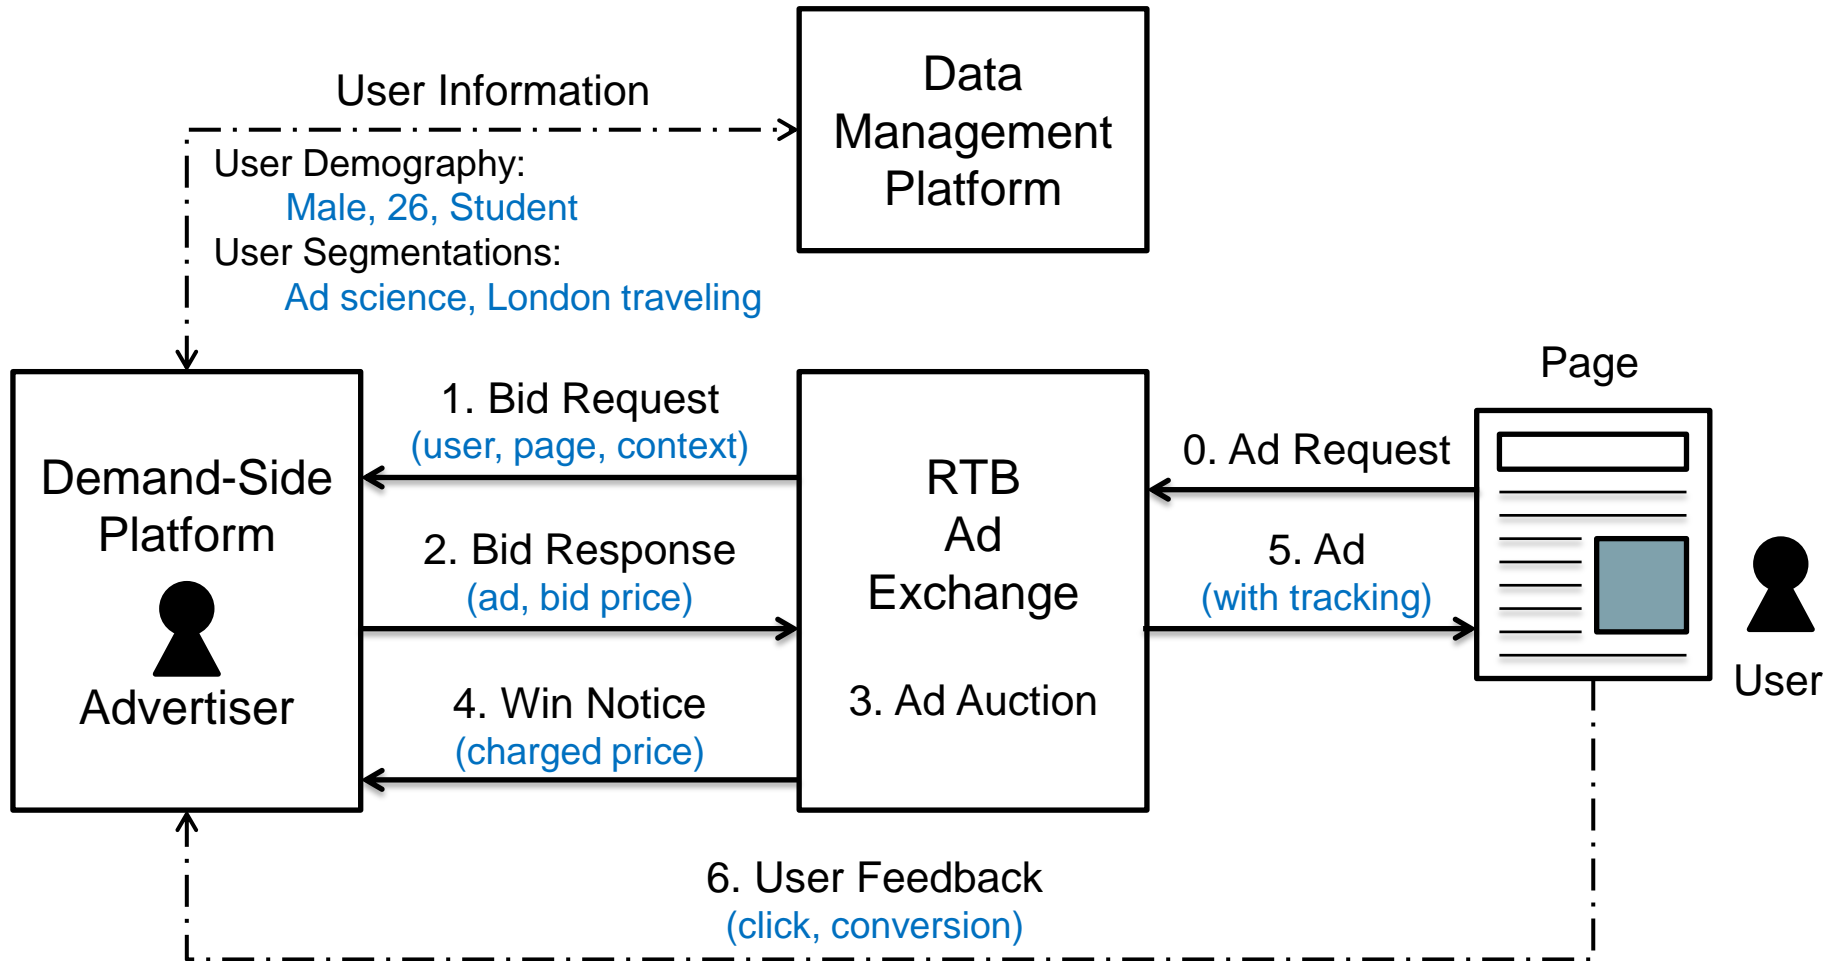 Data
Management
Platform
User Information
User Demography:
Male, 26, Student
User Segmentations:
Ad science, London traveling
Demand-Side
Platform
Advertiser
1. Bid Request
(user, page, context)
2. Bid Response
(ad, bid price)
4. Win Notice
(charged price)
RTB
Ad
Exchange
3. Ad Auction
0. Ad Request
5. Ad
(with tracking)
Page
User
6. User Feedback
(click, conversion)